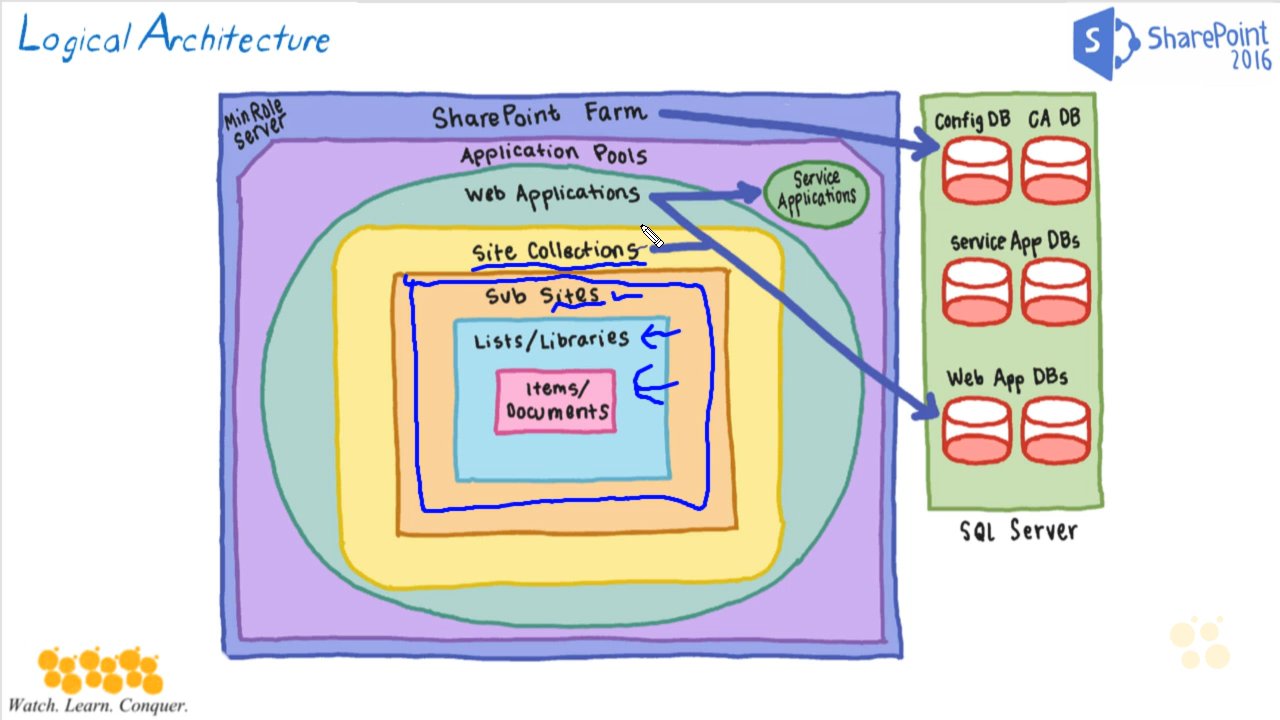 Logical Architecture
S
SharePoint
2016
MinRole
Server
SharePoint Farm
Application Pools
Web Applications
Service
Applications
Site Collections
Sub Sites
Lists/Libraries
Items/
Documents
Config DB CA DB
Service App DBs
Web App DBs
SQL Server
Watch. Learn. Conquer.